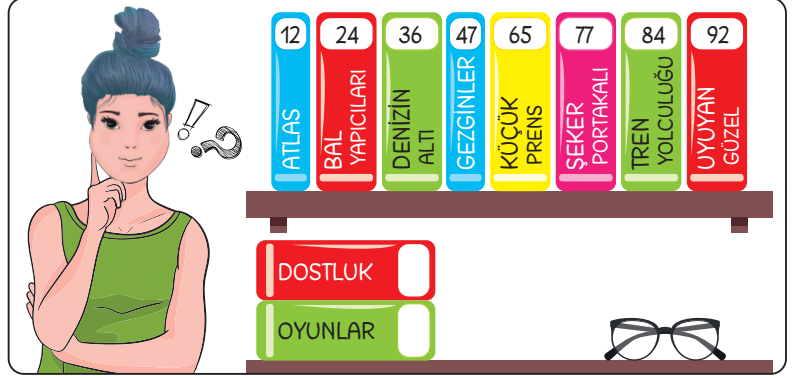 12
ATLAS
24
BAL
YAPICILARI
36
DENİZİN
ALTI
47
GEZGİNLER
65
KÜÇÜK
PRENS
77
ŞEKER
PORTAKALI
84
TREN
YOLCULUĞU
92
UYUYAN
GÜZEL
!?
DOSTLUK
OYUNLAR